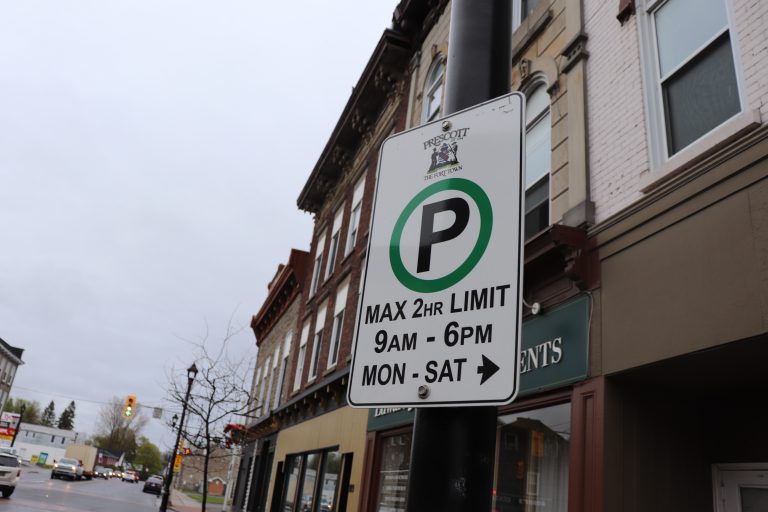 PRESCOTT
THE FORT TOWN
P
MAX 2HR LIMIT
9AM - 6PM
MON - SAT →
ENTS